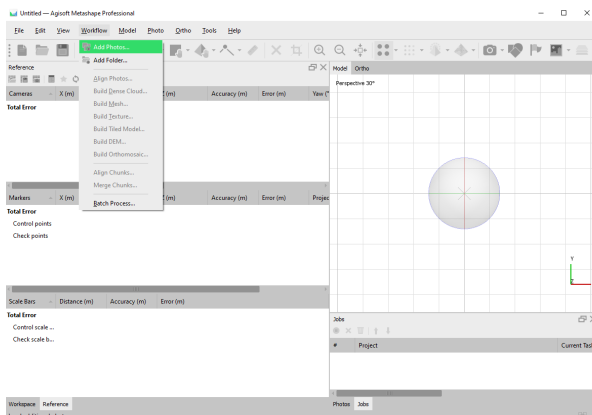 Untitled — Agisoft Metashape Professional
File Edit View Workflow Model Photo Ortho Tools Help
Add Photos...
Add Folder...
Align Photos...
Build Dense Cloud...
Build Mesh...
Build Texture...
Build Tiled Model...
Build DEM...
Build Orthomosaic...
Align Chunks...
Merge Chunks...
Batch Process...
Reference
Cameras X (m) Z (m) Accuracy (m) Error (m) Yaw (°
Total Error
Markers X (m) Z (m) Accuracy (m) Error (m) Projec
Total Error
Control points
Check points
Scale Bars Distance (m) Accuracy (m) Error (m)
Total Error
Control scale ...
Check scale b...
Workspace Reference
Model Ortho
Perspective 30°
Y
Jobs
# Project Current Tas
Photos Jobs